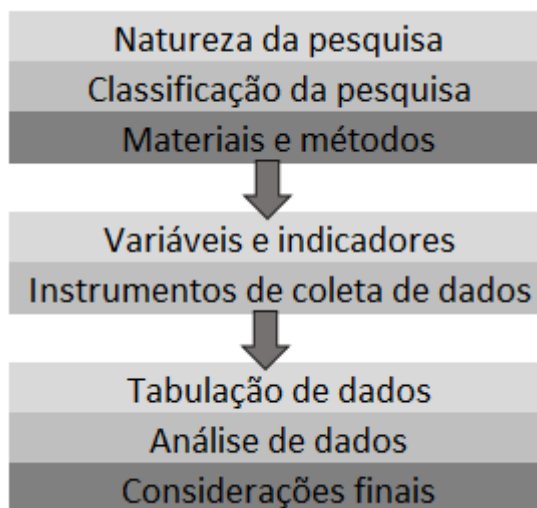 Natureza da pesquisa
Classificação da pesquisa
Materiais e métodos
Variáveis e indicadores
Instrumentos de coleta de dados
Tabulação de dados
Análise de dados
Considerações finais